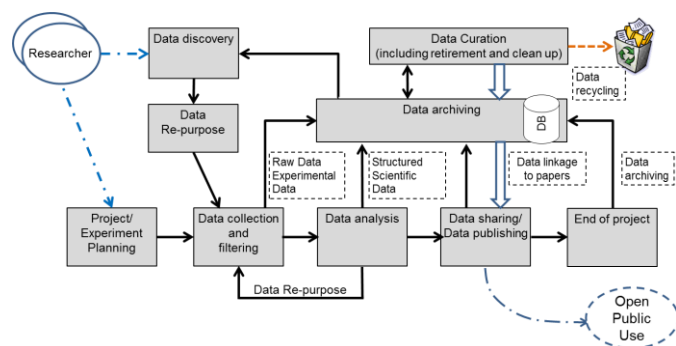 Researcher
Data discovery
Data Curation
(including retirement and clean up)
Data
recycling
Data
Re-purpose
Data archiving
DB
Raw Data
Experimental
Data
Structured
Scientific
Data
Data linkage
to papers
Data
archiving
Project/
Experiment
Planning
Data collection
and
filtering
Data analysis
Data sharing/
Data publishing
End of project
Data Re-purpose
Open
Public
Use